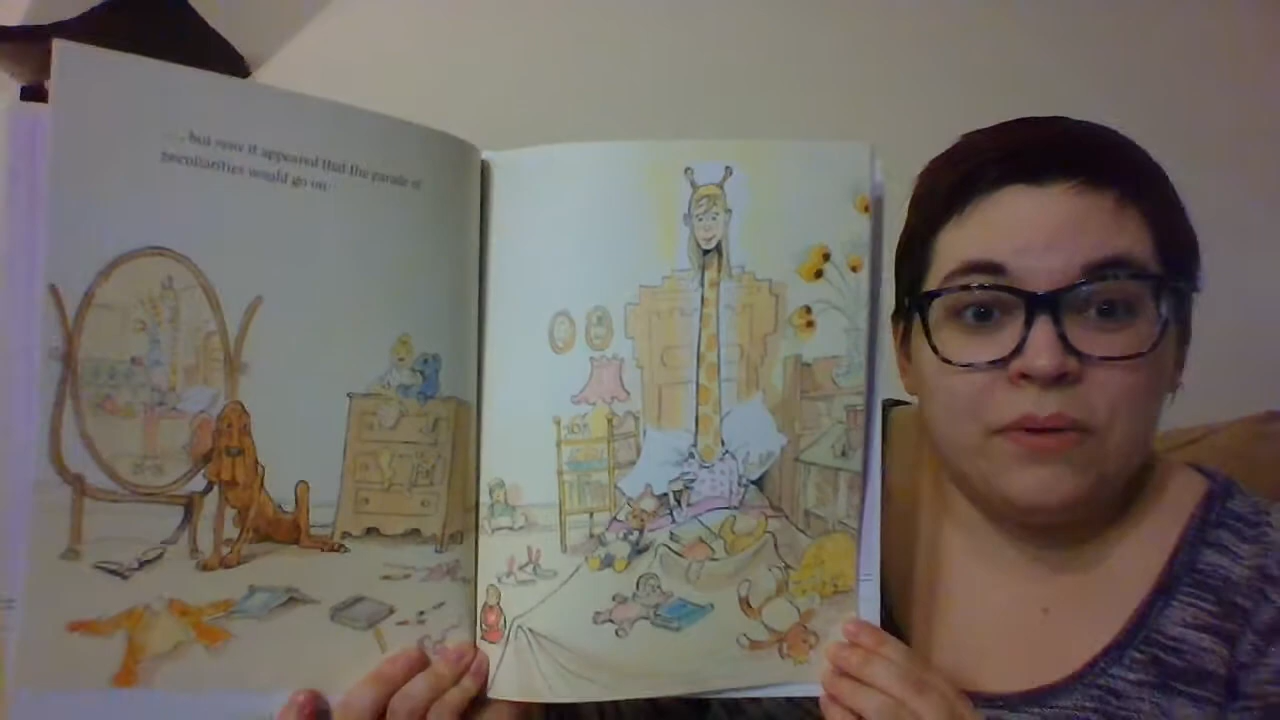 . . . but now it appeared that the parade of
peculiarities would go on.